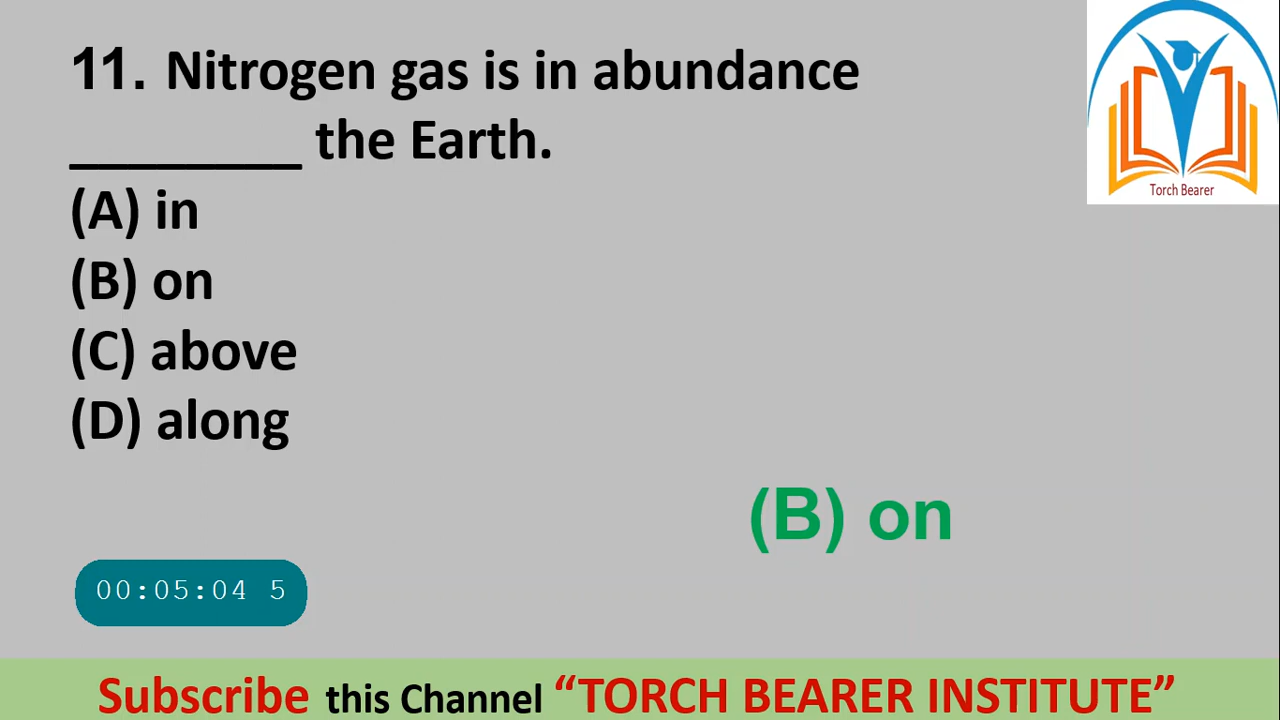 11. Nitrogen gas is in abundance
________ the Earth.
(A) in
(B) on
(C) above
(D) along
(B) on
00:05:04 5
Torch Bearer
Subscribe this Channel “TORCH BEARER INSTITUTE”